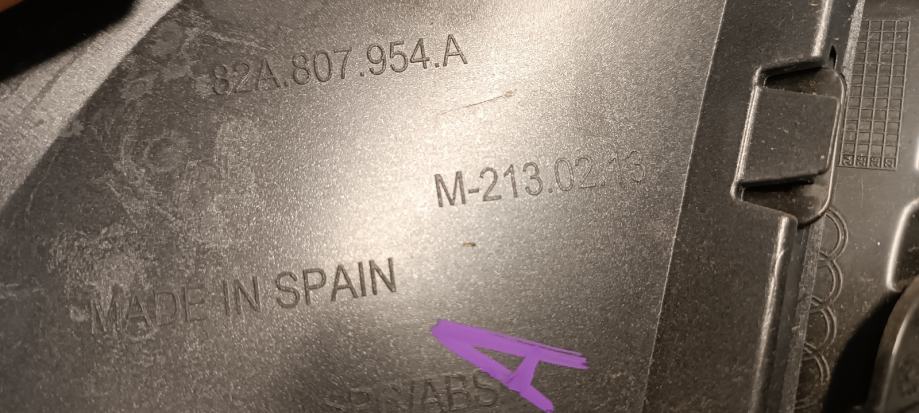 82A.807.954.A
M-213.02.13
MADE IN SPAIN
A